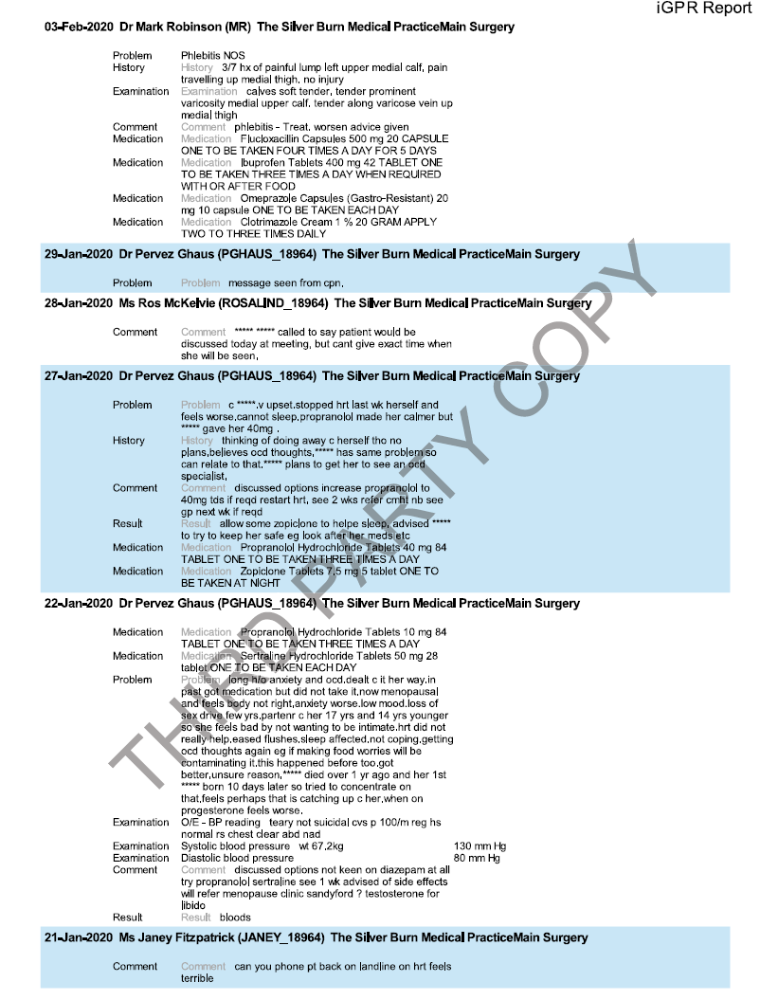 iGPR Report
03-Feb-2020 Dr Mark Robinson (MR) The Silver Burn Medical PracticeMain Surgery
Problem Phlebitis NOS
History History 3/7 hx of painful lump left upper medial calf, pain
travelling up medial thigh. no injury
Examination Examination calves soft tender, tender prominent
varicosity medial upper calf. tender along varicose vein up
medial thigh
Comment Comment phlebitis - Treat. worsen advice given
Medication Medication Flucloxacillin Capsules 500 mg 20 CAPSULE
ONE TO BE TAKEN FOUR TIMES A DAY FOR 5 DAYS
Medication Medication Ibuprofen Tablets 400 mg 42 TABLET ONE
TO BE TAKEN THREE TIMES A DAY WHEN REQUIRED
WITH OR AFTER FOOD
Medication Medication Omeprazole Capsules (Gastro-Resistant) 20
mg 10 capsule ONE TO BE TAKEN EACH DAY
Medication Medication Clotrimazole Cream 1 % 20 GRAM APPLY
TWO TO THREE TIMES DAILY
29-Jan-2020 Dr Pervez Ghaus (PGHAUS_18964) The Silver Burn Medical PracticeMain Surgery
Problem Problem message seen from cpn,
28-Jan-2020 Ms Ros McKelvie (ROSALIND_18964) The Silver Burn Medical PracticeMain Surgery
Comment Comment ***** ***** called to say patient would be
discussed today at meeting, but cant give exact time when
she will be seen,
27-Jan-2020 Dr Pervez Ghaus (PGHAUS_18964) The Silver Burn Medical PracticeMain Surgery
Problem Problem c *****.v upset.stopped hrt last wk herself and
feels worse.cannot sleep,propranolol made her calmer but
***** gave her 40mg .
History History thinking of doing away c herself tho no
plans,believes ocd thoughts,***** has same problem so
can relate to that.***** plans to get her to see an ocd
specialist,
Comment Comment discussed options increase propranolol to
40mg tds if reqd restart hrt, see 2 wks refer cmht nb see
gp next wk if reqd
Result Result allow some zopiclone to helpe sleep, advised *****
to try to keep her safe eg look after her meds etc
Medication Medication Propranolol Hydrochloride Tablets 40 mg 84
TABLET ONE TO BE TAKEN THREE TIMES A DAY
Medication Medication Zopiclone Tablets 7.5 mg 5 tablet ONE TO
BE TAKEN AT NIGHT
22-Jan-2020 Dr Pervez Ghaus (PGHAUS_18964) The Silver Burn Medical PracticeMain Surgery
Medication Medication Propranolol Hydrochloride Tablets 10 mg 84
TABLET ONE TO BE TAKEN THREE TIMES A DAY
Medication Medication Sertraline Hydrochloride Tablets 50 mg 28
tablet ONE TO BE TAKEN EACH DAY
Problem Problem long h/o anxiety and ocd.dealt c it her way.in
past got medication but did not take it,now menopausal
and feels body not right,anxiety worse.low mood.loss of
sex drive few yrs,partenr c her 17 yrs and 14 yrs younger
so she feels bad by not wanting to be intimate.hrt did not
really help.eased flushes,sleep affected,not coping.getting
ocd thoughts again eg if making food worries will be
contaminating it.this happened before too.got
better,unsure reason,***** died over 1 yr ago and her 1st
***** born 10 days later so tried to concentrate on
that,feels perhaps that is catching up c her,when on
progesterone feels worse.
Examination O/E - BP reading teary not suicidal cvs p 100/m reg hs
normal rs chest clear abd nad
Examination Systolic blood pressure wt 67.2kg 130 mm Hg
Examination Diastolic blood pressure 80 mm Hg
Comment Comment discussed options not keen on diazepam at all
try propranolol sertraline see 1 wk advised of side effects
will refer menopause clinic sandyford ? testosterone for
libido
Result Result bloods
21-Jan-2020 Ms Janey Fitzpatrick (JANEY_18964) The Silver Burn Medical PracticeMain Surgery
Comment Comment can you phone pt back on landline on hrt feels
terrible
THIRD PARTY COPY